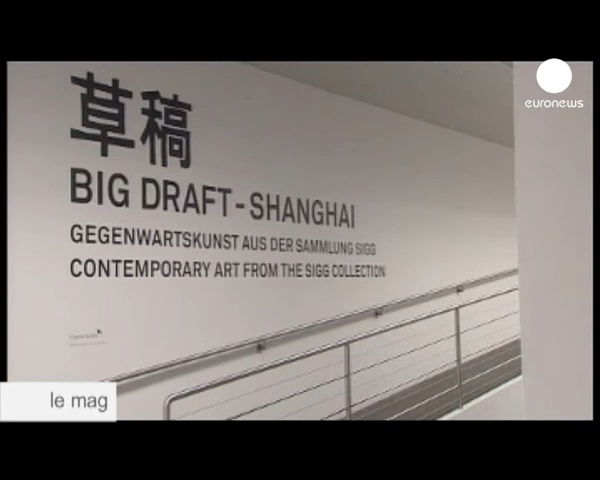 草稿
BIG DRAFT - SHANGHAI
GEGENWARTSKUNST AUS DER SAMMLUNG SIGG
CONTEMPORARY ART FROM THE SIGG COLLECTION
euronews
le mag